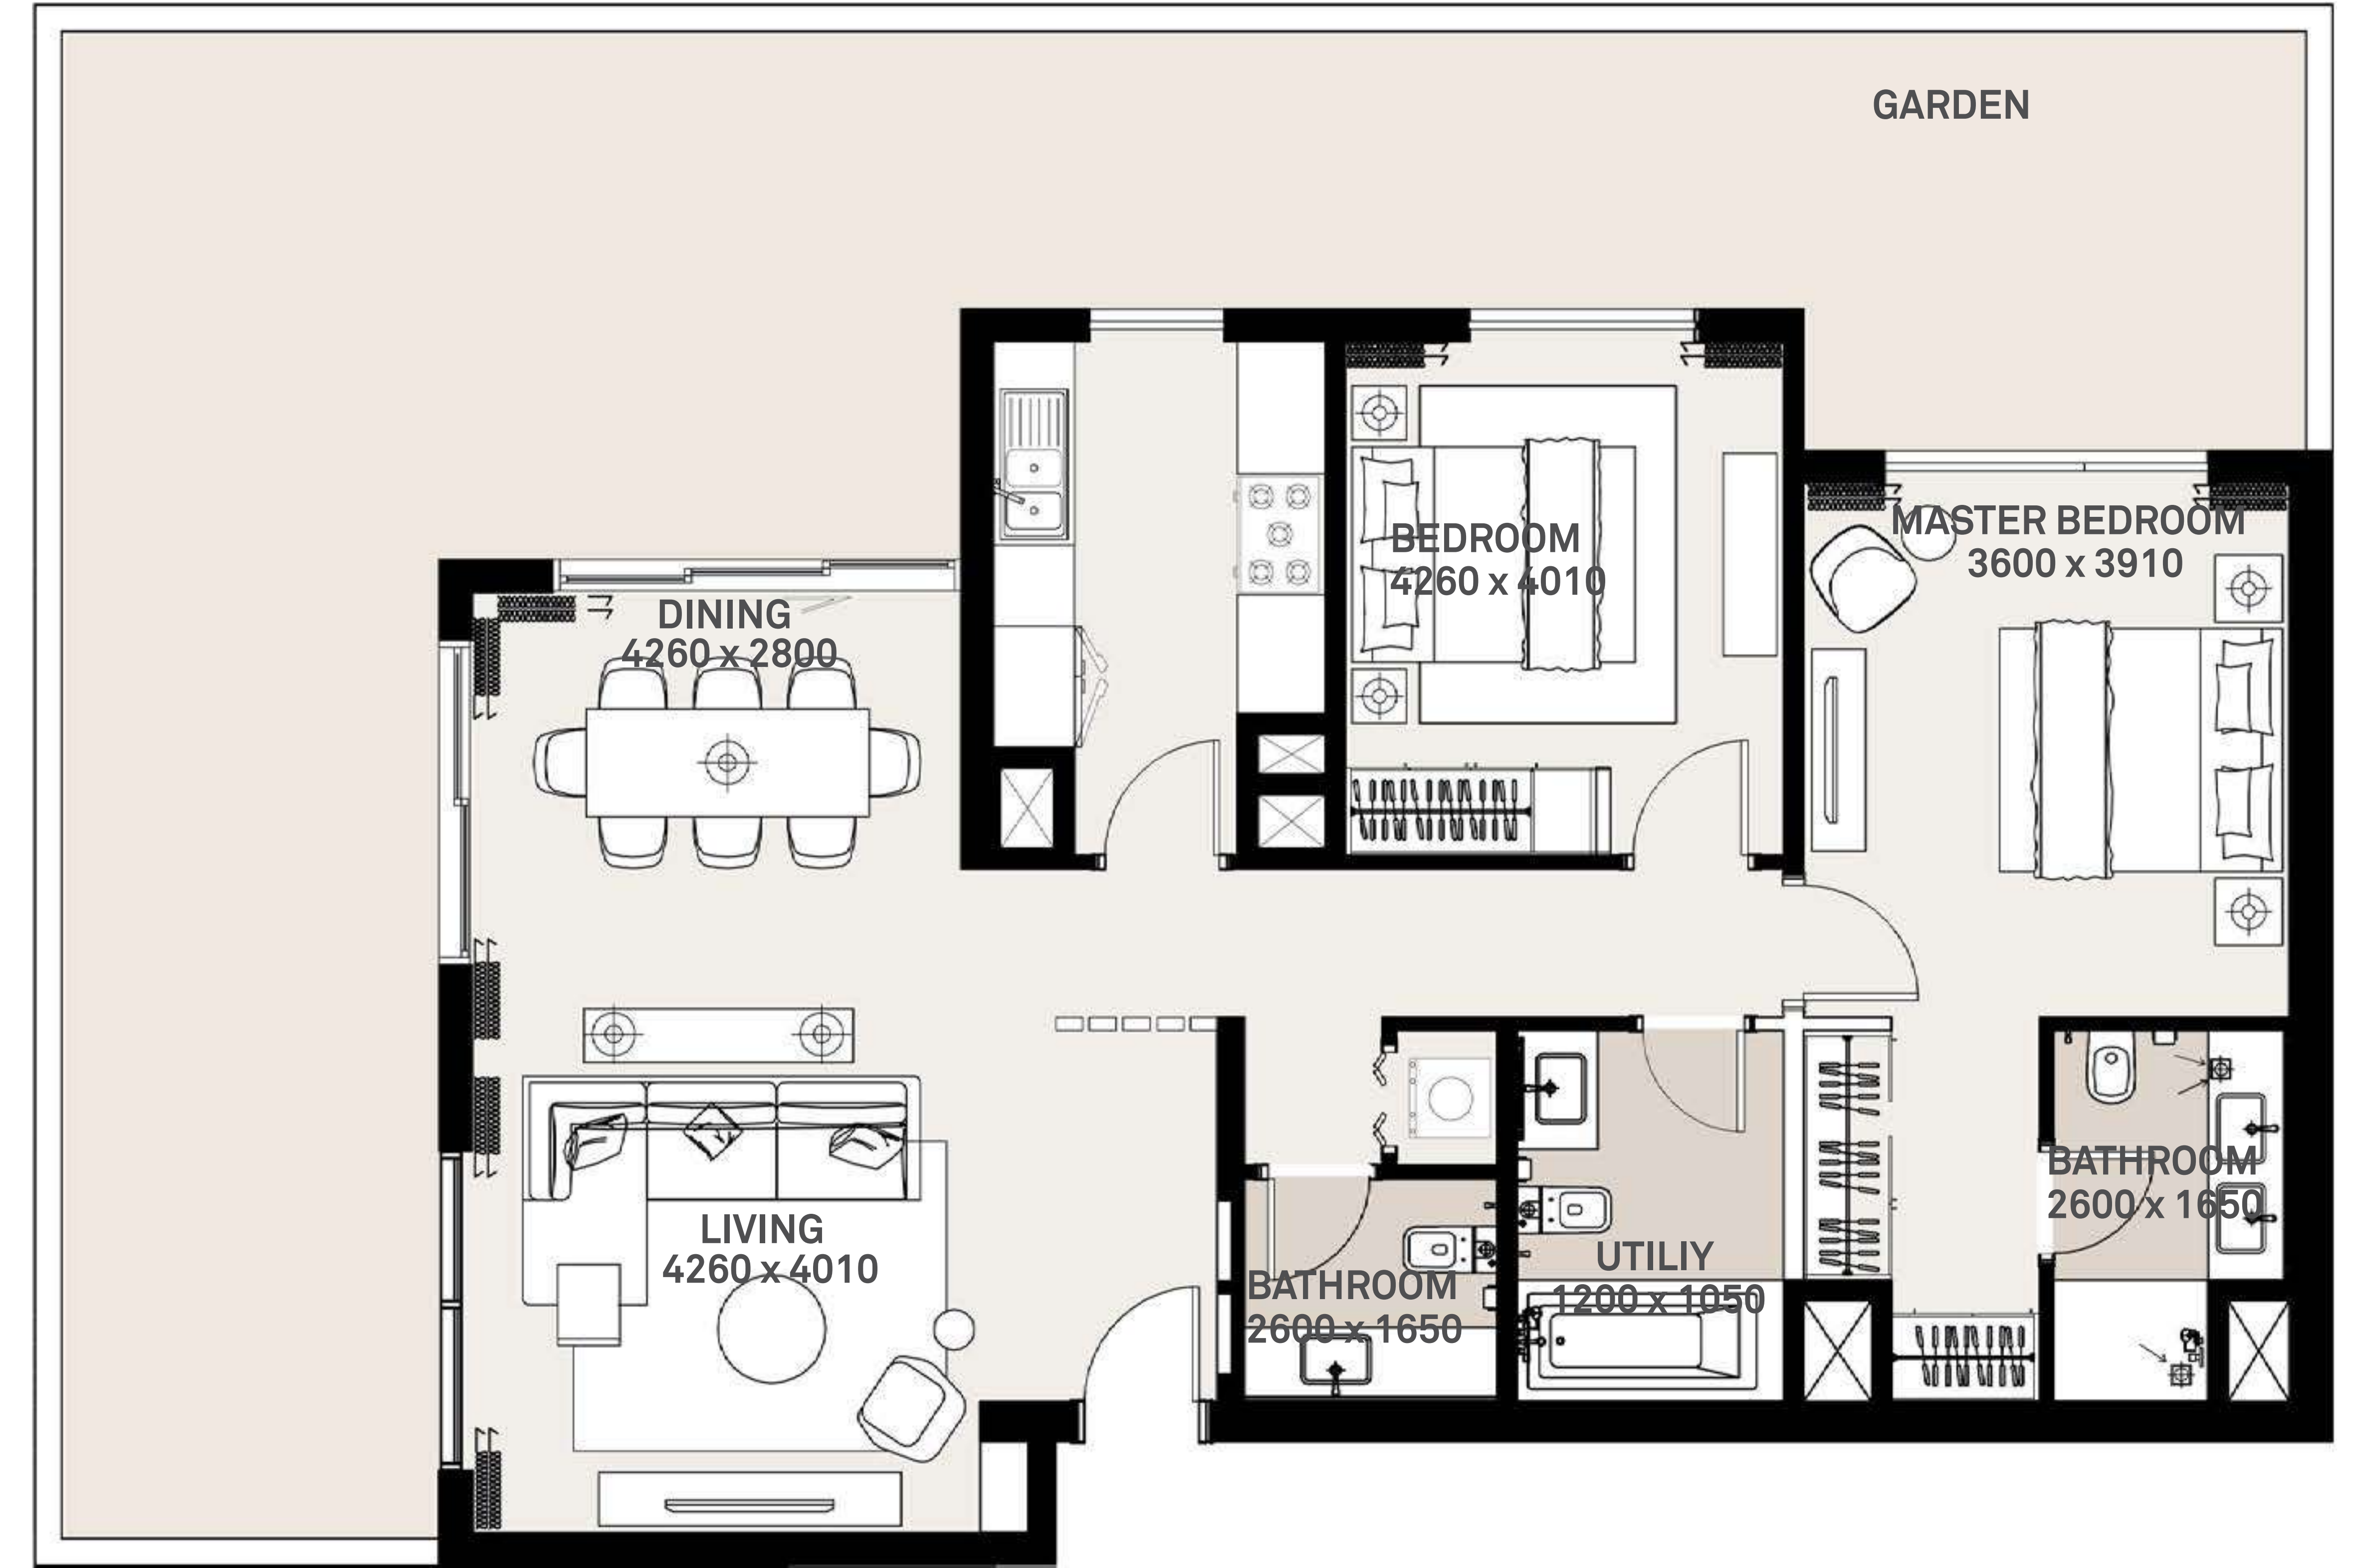 GARDEN
MASTER BEDROOM
3600 x 3910
BEDROOM
4260 x 4010
DINING
4260 x 2800
BATHROOM
2600 x 1650
LIVING
4260 x 4010
UTILIY
1200 x 1050
BATHROOM
2600 x 1650